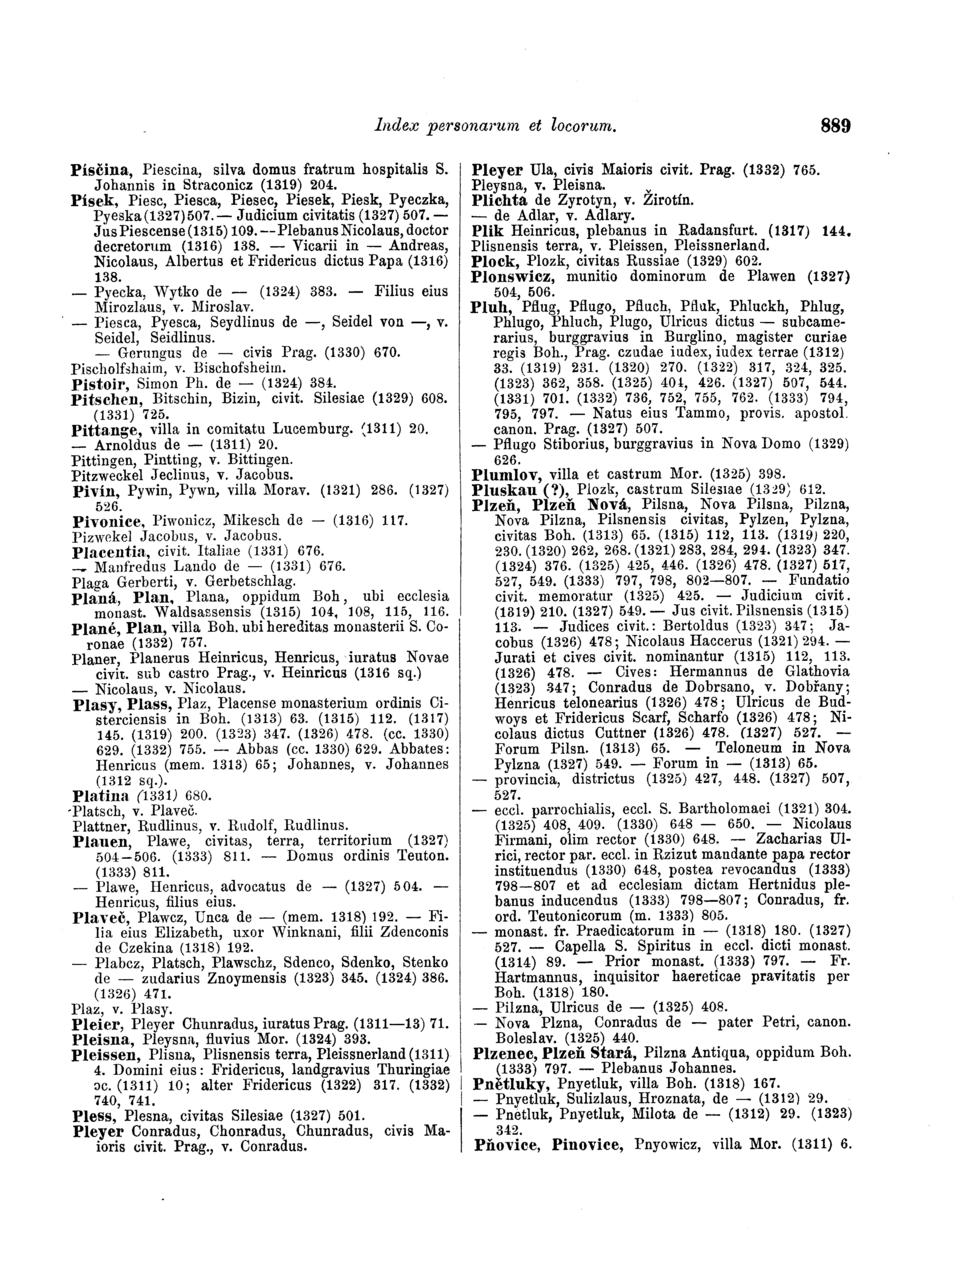 Index personarum et locorum.
889
Písčina, Piescina, silva domus fratrum hospitalis S.
Johannis in Straconicz (1319) 204.
Písek, Piesc, Piesca, Piesec, Piesek, Piesk, Pyeczka,
Pyeska (1327) 507. — Judicium civitatis (1327) 507. —
Jus Piescense (1315) 109. — Plebanus Nicolaus, doctor
decretorum (1316) 138. — Vicarii in — Andreas,
Nicolaus, Albertus et Fridericus dictus Papa (1316)
138.
— Pyecka, Wytko de — (1324) 383. — Filius eius
Mirozlaus, v. Miroslav.
— Piesca, Pyesca, Seydlinus de —, Seidel von —, v.
Seidel, Seidlinus.
— Gerungus de — civis Prag. (1330) 670.
Pischolfshaim, v. Bischofsheim.
Pistoir, Simon Ph. de — (1324) 384.
Pitschen, Bitschin, Bizin, civit. Silesiae (1329) 608.
(1331) 725.
Pittange, villa in comitatu Lucemburg. (1311) 20.
— Arnoldus de — (1311) 20.
Pittingen, Pintting, v. Bittingen.
Pitzweckel Jeclinus, v. Jacobus.
Pivín, Pywin, Pywn, villa Morav. (1321) 286. (1327)
526.
Pivonice, Piwonicz, Mikesch de — (1316) 117.
Pizwekel Jacobus, v. Jacobus.
Placentia, civit. Italiae (1331) 676.
— Manfredus Lando de — (1331) 676.
Plaga Gerberti, v. Gerbetschlag.
Planá, Plan, Plana, oppidum Boh, ubi ecclesia
monast. Waldsassensis (1315) 104, 108, 115, 116.
Plané, Plan, villa Boh. ubi hereditas monasterii S. Co-
ronae (1332) 757.
Planer, Planerus Heinricus, Henricus, iuratus Novae
civit. sub castro Prag., v. Heinricus (1316 sq.)
— Nicolaus, v. Nicolaus.
Plasy, Plass, Plaz, Placense monasterium ordinis Ci-
sterciensis in Boh. (1313) 63. (1315) 112. (1317)
145. (1319) 200. (1323) 347. (1326) 478. (cc. 1330)
629. (1332) 755. — Abbas (cc. 1330) 629. Abbates:
Henricus (mem. 1313) 65; Johannes, v. Johannes
(1312 sq.).
Platina (1331) 680.
Platsch, v. Plaveč.
Plattner, Rudlinus, v. Rudolf, Rudlinus.
Plauen, Plawe, civitas, terra, territorium (1327)
504—506. (1333) 811. — Domus ordinis Teuton.
(1333) 811.
— Plawe, Henricus, advocatus de — (1327) 504. —
Henricus, filius eius.
Plaveč, Plawcz, Unca de — (mem. 1318) 192. — Fi-
lia eius Elizabeth, uxor Winknani, filii Zdenconis
de Czekina (1318) 192.
— Plabcz, Platsch, Plawschz, Sdenco, Sdenko, Stenko
de — zudarius Znoymensis (1323) 345. (1324) 386.
(1326) 471.
Plaz, v. Plasy.
Pleier, Pleyer Chunradus, iuratus Prag. (1311—13) 71.
Pleisna, Pleysna, fluvius Mor. (1324) 393.
Pleissen, Plisna, Plisnensis terra, Pleissnerland (1311)
4. Domini eius: Fridericus, landgravius Thuringiae
oc. (1311) 10; alter Fridericus (1322) 317. (1332)
740, 741.
Pless, Plesna, civitas Silesiae (1327) 501.
Pleyer Conradus, Chonradus, Chunradus, civis Ma-
ioris civit. Prag., v. Conradus.
Pleyer Ula, civis Maioris civit. Prag. (1332) 765.
Pleysna, v. Pleisna.
Plichta de Zyrotyn, v. Žirotín.
— de Adlar, v. Adlary.
Plik Heinricus, plebanus in Radansfurt. (1317) 144.
Plisnensis terra, v. Pleissen, Pleissnerland.
Plock, Plozk, civitas Russiae (1329) 602.
Plonswicz, munitio dominorum de Plawen (1327)
504, 506.
Pluh, Pflug, Pflugo, Pfluch, Pfluk, Phluckh, Phlug,
Phlugo, Phluch, Plugo, Ulricus dictus — subcame-
rarius, burggravius in Burglino, magister curiae
regis Boh., Prag. czudae iudex, iudex terrae (1312)
33. (1319) 231. (1320) 270. (1322) 317, 324, 325.
(1323) 362, 358. (1325) 404, 426. (1327) 507, 544.
(1331) 701. (1332) 736, 752, 755, 762. (1333) 794,
795, 797. — Natus eius Tammo, provis. apostol.
canon. Prag. (1327) 507.
— Pflugo Stiborius, burggravius in Nova Domo (1329)
626.
Plumlov, villa et castrum Mor. (1325) 398.
Pluskau (?), Plozk, castrum Silesiae (1329) 612.
Plzeň, Plzeň Nová, Pilsna, Nova Pilsna, Pilzna,
Nova Pilzna, Pilsnensis civitas, Pylzen, Pylzna,
civitas Boh. (1313) 65. (1315) 112, 113. (1319) 220,
230. (1320) 262, 268. (1321) 283, 284, 294. (1323) 347.
(1324) 376. (1325) 425, 446. (1326) 478. (1327) 517,
527, 549. (1333) 797, 798, 802—807. — Fundatio
civit. memoratur (1325) 425. — Judicium civit.
(1319) 210. (1327) 549. — Jus civit. Pilsnensis (1315)
113. — Judices civit.: Bertoldus (1323) 347; Ja-
cobus (1326) 478; Nicolaus Haccerus (1321) 294. —
Jurati et cives civit. nominantur (1315) 112, 113.
(1326) 478. — Cives: Hermannus de Glathovia
(1323) 347; Conradus de Dobrsano, v. Dobřany;
Henricus telonearius (1326) 478; Ulricus de Bud-
woys et Fridericus Scarf, Scharfo (1326) 478; Ni-
colaus dictus Cuttner (1326) 478. (1327) 527. —
Forum Pilsn. (1313) 65. — Teloneum in Nova
Pylzna (1327) 549. — Forum in — (1313) 65.
— provincia, districtus (1325) 427, 448. (1327) 507,
527.
— eccl. parrochialis, eccl. S. Bartholomaei (1321) 304.
(1325) 408, 409. (1330) 648 — 650. — Nicolaus
Firmani, olim rector (1330) 648. — Zacharias Ul-
rici, rector par. eccl. in Rzizut mandante papa rector
instituendus (1330) 648, postea revocandus (1333)
798—807 et ad ecclesiam dictam Hertnidus ple-
banus inducendus (1333) 798—807; Conradus, fr.
ord. Teutonicorum (m. 1333) 805.
— monast. fr. Praedicatorum in — (1318) 180. (1327)
527. — Capella S. Spiritus in eccl. dicti monast.
(1314) 89. — Prior monast. (1333) 797. — Fr.
Hartmannus, inquisitor haereticae pravitatis per
Boh. (1318) 180.
— Pilzna, Ulricus de — (1325) 408.
— Nova Plzna, Conradus de — pater Petri, canon.
Boleslav. (1325) 440.
Plzenec, Plzeň Stará, Pilzna Antiqua, oppidum Boh.
(1333) 797. — Plebanus Johannes.
Pnětluky, Pnyetluk, villa Boh. (1318) 167.
— Pnyetluk, Sulizlaus, Hroznata, de — (1312) 29.
— Pnetluk, Pnyetluk, Milota de — (1312) 29. (1323)
342.
Pňovice, Pinovice, Pnyowicz, villa Mor. (1311) 6.